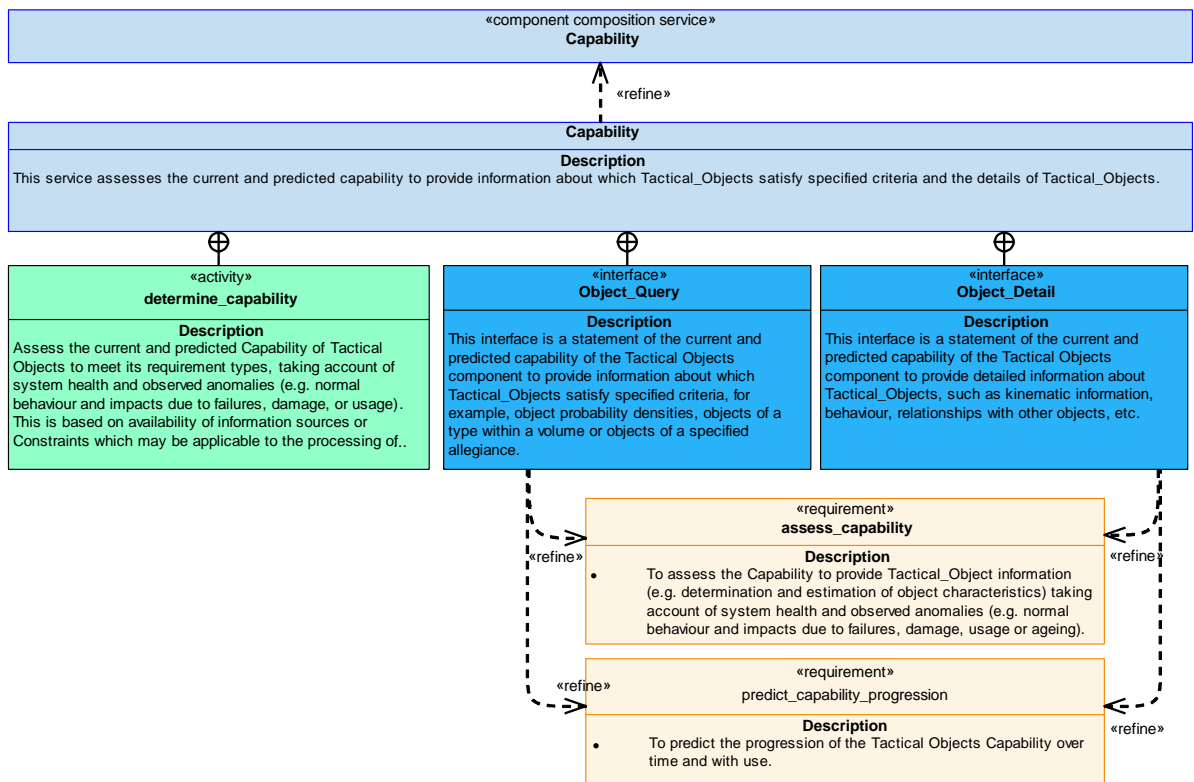 «component composition service»
Capability
«refine»
Capability
Description
This service assesses the current and predicted capability to provide information about which Tactical_Objects satisfy specified criteria and the details of Tactical_Objects.
«activity»
determine_capability
Description
Assess the current and predicted Capability of Tactical
Objects to meet its requirement types, taking account of
system health and observed anomalies (e.g. normal
behaviour and impacts due to failures, damage, or usage).
This is based on availability of information sources or
Constraints which may be applicable to the processing of..
«interface»
Object_Query
Description
This interface is a statement of the current and
predicted capability of the Tactical Objects
component to provide information about which
Tactical_Objects satisfy specified criteria, for
example, object probability densities, objects of a
type within a volume or objects of a specified
allegiance.
«interface»
Object_Detail
Description
This interface is a statement of the current and
predicted capability of the Tactical Objects
component to provide detailed information about
Tactical_Objects, such as kinematic information,
behaviour, relationships with other objects, etc.
«requirement»
assess_capability
«refine»
«refine»
Description
• To assess the Capability to provide Tactical_Object information
(e.g. determination and estimation of object characteristics) taking
account of system health and observed anomalies (e.g. normal
behaviour and impacts due to failures, damage, usage or ageing).
«requirement»
«refine»
predict_capability_progression
«refine»
Description
• To predict the progression of the Tactical Objects Capability over
time and with use.